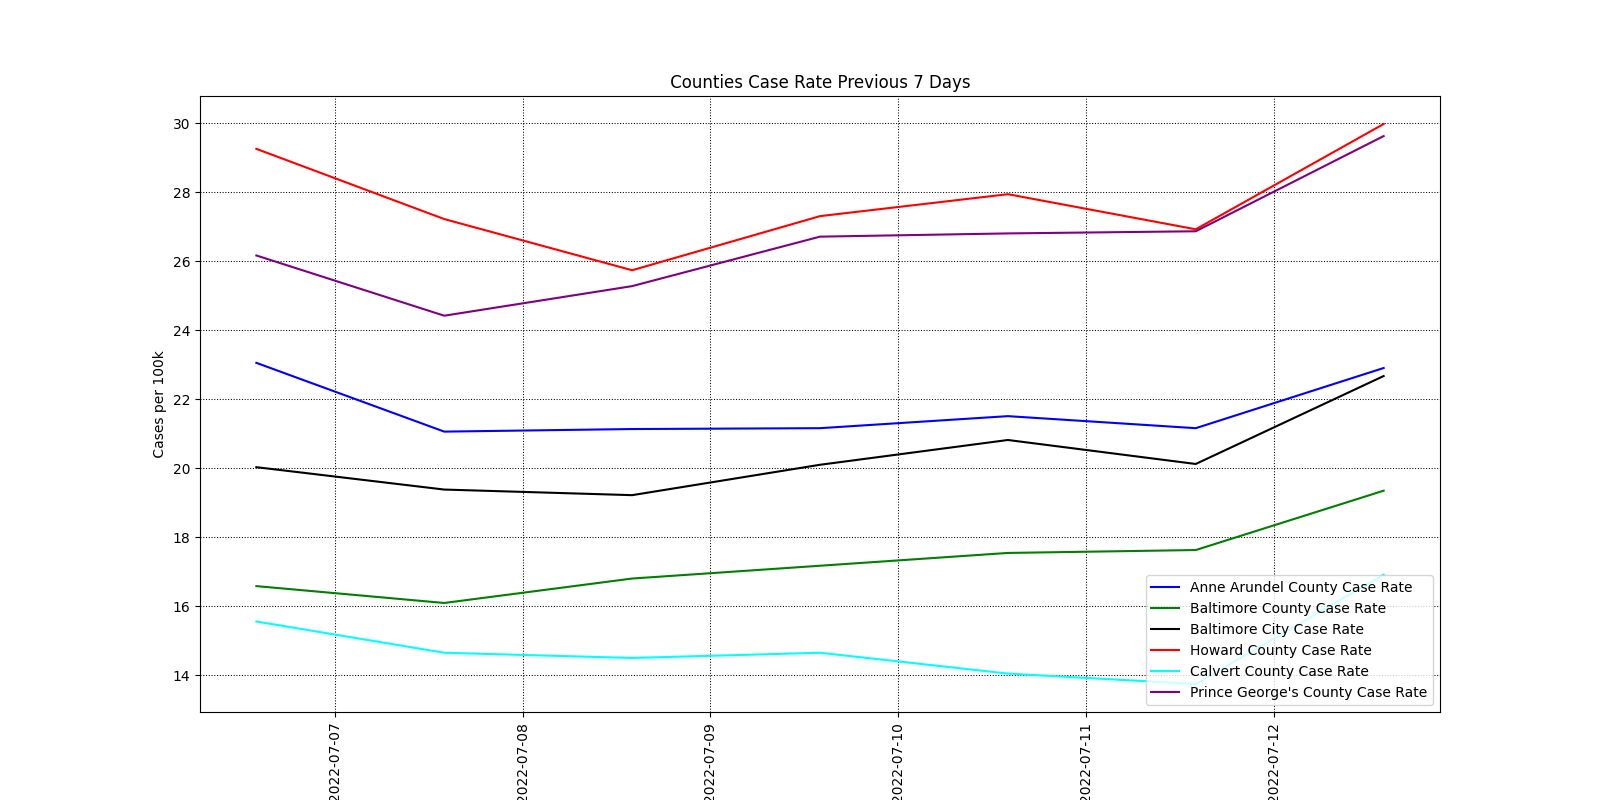 Counties Case Rate Previous 7 Days
Cases per 100k
30
28
26
24
22
20
18
16
14
Anne Arundel County Case Rate
Baltimore County Case Rate
Baltimore City Case Rate
Howard County Case Rate
Calvert County Case Rate
Prince George's County Case Rate
2022-07-07
2022-07-08
2022-07-09
2022-07-10
2022-07-11
2022-07-12